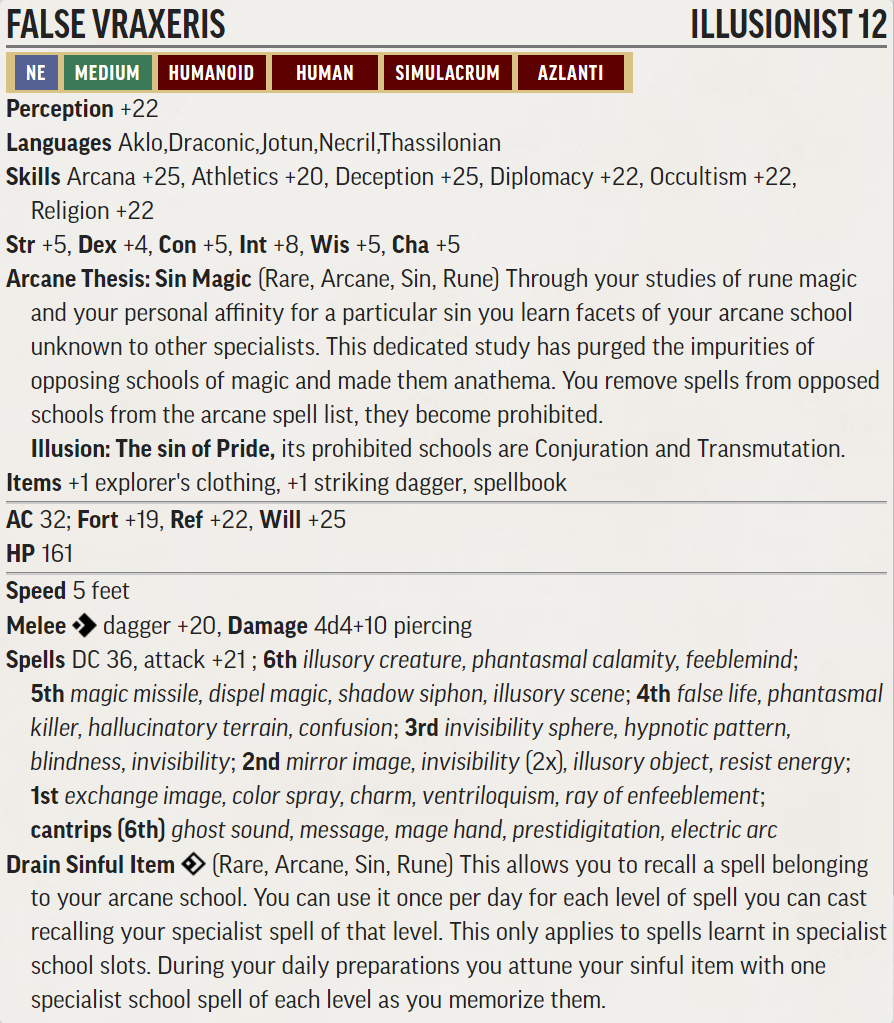 FALSE VRAXERIS ILLUSIONIST 12
NE MEDIUM HUMANOID HUMAN SIMULACRUM AZLANTI
Perception +22
Languages Aklo,Draconic,Jotun,Necril,Thassilonian
Skills Arcana +25, Athletics +20, Deception +25, Diplomacy +22, Occultism +22,
Religion +22
Str +5, Dex +4, Con +5, Int +8, Wis +5, Cha +5
Arcane Thesis: Sin Magic (Rare, Arcane, Sin, Rune) Through your studies of rune magic
and your personal affinity for a particular sin you learn facets of your arcane school
unknown to other specialists. This dedicated study has purged the impurities of
opposing schools of magic and made them anathema. You remove spells from opposed
schools from the arcane spell list, they become prohibited.
Illusion: The sin of Pride, its prohibited schools are Conjuration and Transmutation.
Items +1 explorer's clothing, +1 striking dagger, spellbook
AC 32; Fort +19, Ref +22, Will +25
HP 161
Speed 5 feet
Melee dagger +20, Damage 4d4+10 piercing
Spells DC 36, attack +21 ; 6th illusory creature, phantasmal calamity, feeblemind;
5th magic missile, dispel magic, shadow siphon, illusory scene; 4th false life, phantasmal
killer, hallucinatory terrain, confusion; 3rd invisibility sphere, hypnotic pattern,
blindness, invisibility; 2nd mirror image, invisibility (2x), illusory object, resist energy;
1st exchange image, color spray, charm, ventriloquism, ray of enfeeblement;
cantrips (6th) ghost sound, message, mage hand, prestidigitation, electric arc
Drain Sinful Item (Rare, Arcane, Sin, Rune) This allows you to recall a spell belonging
to your arcane school. You can use it once per day for each level of spell you can cast
recalling your specialist spell of that level. This only applies to spells learnt in specialist
school slots. During your daily preparations you attune your sinful item with one
specialist school spell of each level as you memorize them.